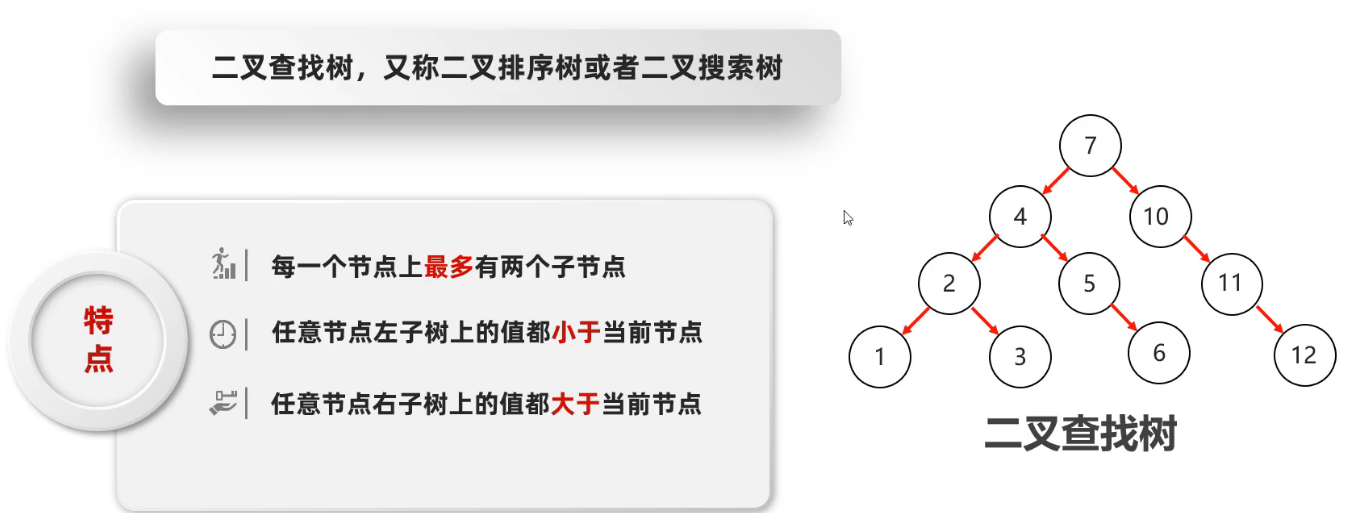 二叉查找树，又称二叉排序树或者二叉搜索树
特
点
每一个节点上最多有两个子节点
任意节点左子树上的值都小于当前节点
任意节点右子树上的值都大于当前节点
7
4 10
2 5 11
1 3 6 12
二叉查找树